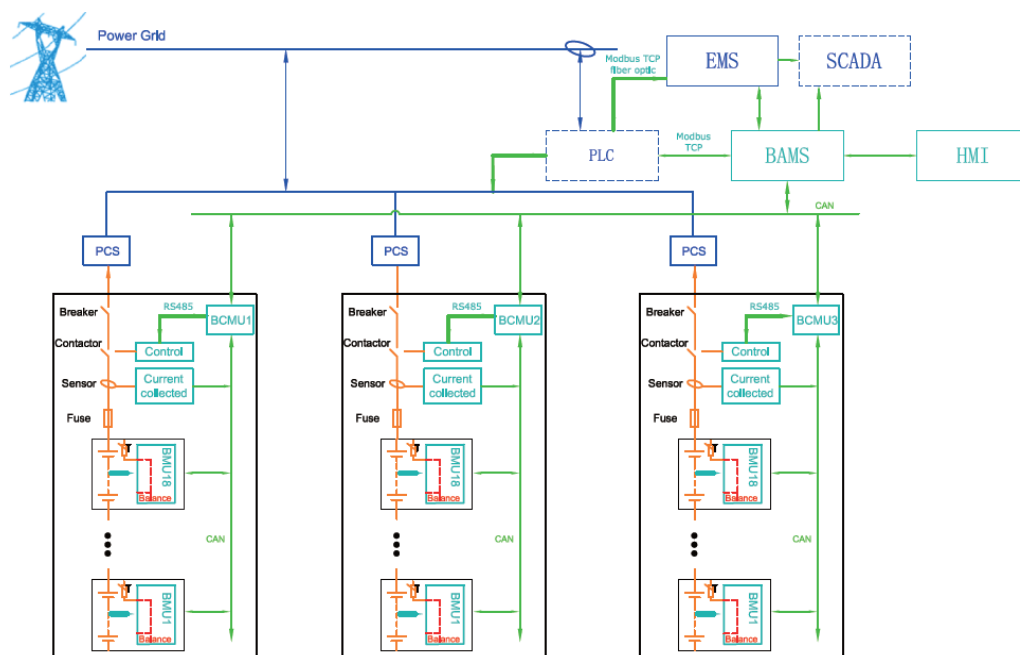 Power Grid
Modbus TCP
fiber optic
EMS
SCADA
PLC
Modbus
TCP
BAMS
HMI
CAN
PCS
PCS
PCS
Breaker
RS485
BCMU1
Contactor
Control
Sensor
Current
collected
Fuse
T
BMU18
Balance
CAN
T
BMU1
Balance
Breaker
RS485
BCMU2
Contactor
Control
Sensor
Current
collected
Fuse
T
BMU18
Balance
CAN
T
BMU1
Balance
Breaker
RS485
BCMU3
Contactor
Control
Sensor
Current
collected
Fuse
T
BMU18
Balance
CAN
T
BMU1
Balance